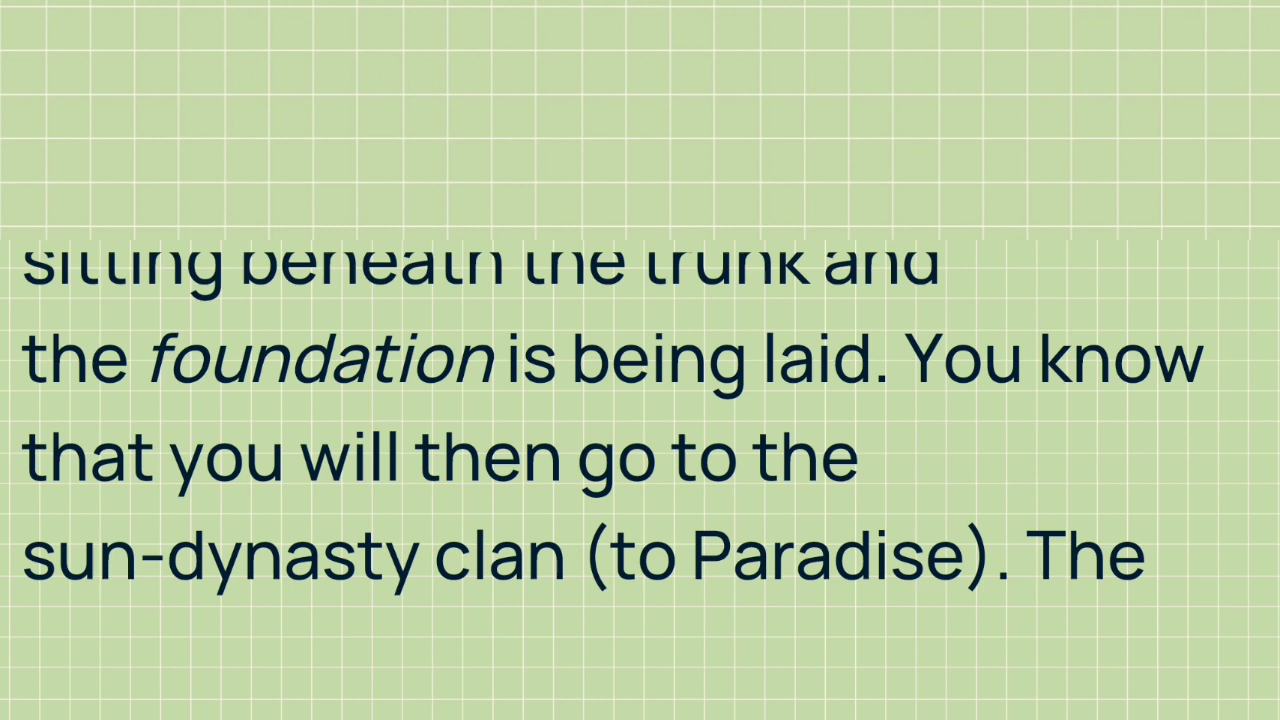 sitting beneath the trunk and
the foundation is being laid. You know
that you will then go to the
sun-dynasty clan (to Paradise). The